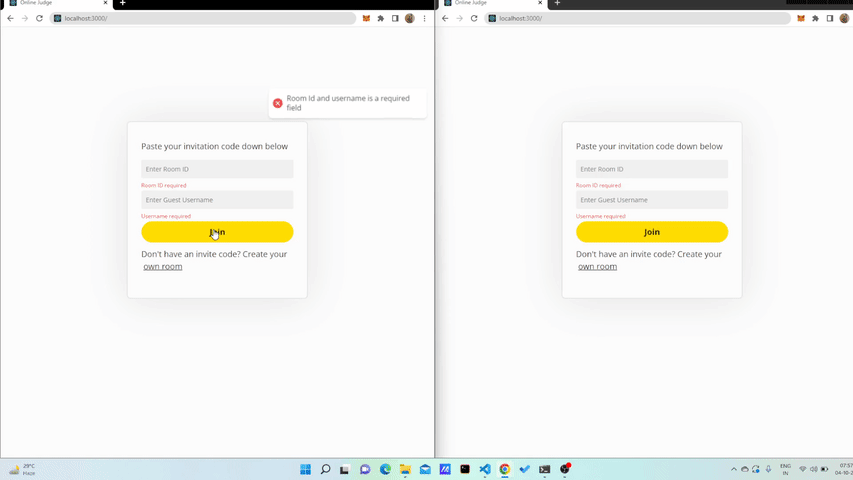 Online Judge
Online Judge
localhost:3000/
localhost:3000/
Room Id and username is a required
field
Paste your invitation code down below
Enter Room ID
Room ID required
Enter Guest Username
Username required
Join
Don't have an invite code? Create your
own room
Paste your invitation code down below
Enter Room ID
Room ID required
Enter Guest Username
Username required
Join
Don't have an invite code? Create your
own room
29°C
Haze
ENG
IN
07:57
04-10-2